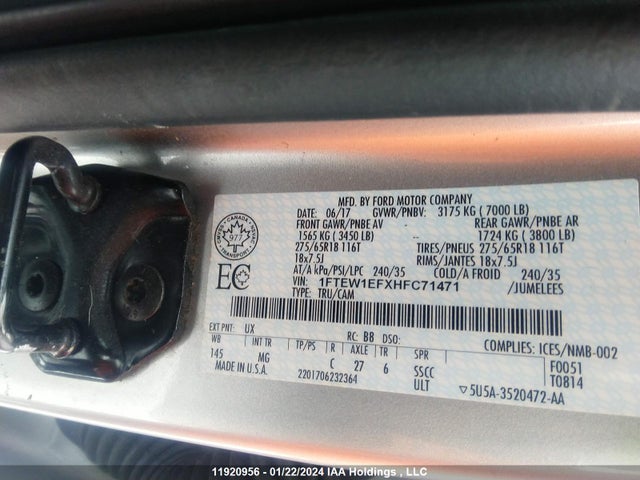 MFD. BY FORD MOTOR COMPANY
DATE: 06/17 GVWR/PNBV: 3175 KG ( 7000 LB)
FRONT GAWR/PNBE AV REAR GAWR/PNBE AR
1565 KG ( 3450 LB) 1724 KG ( 3800 LB)
275/65R18 116T TIRES/PNEUS 275/65R18 116T
18x7.5J RIMS/JANTES 18x7.5J
AT/A kPa/PSI/LPC 240/35 COLD/A FROID 240/35
VIN: 1FTEW1EFXHFC71471 /JUMELEES
TYPE: TRU/CAM
CANADA
977
EC
EXT PNT: UX RC: B8 DSO: COMPLIES: ICES/NMB-002
WB INT TR TP/PS R AXLE TR SPR F0051
145 MG C 27 6 SSCC T0814
MADE IN U.S.A. 2201706232364 ULT ▽5U5A-3520472-AA
11920956 - 01/22/2024 IAA Holdings , LLC